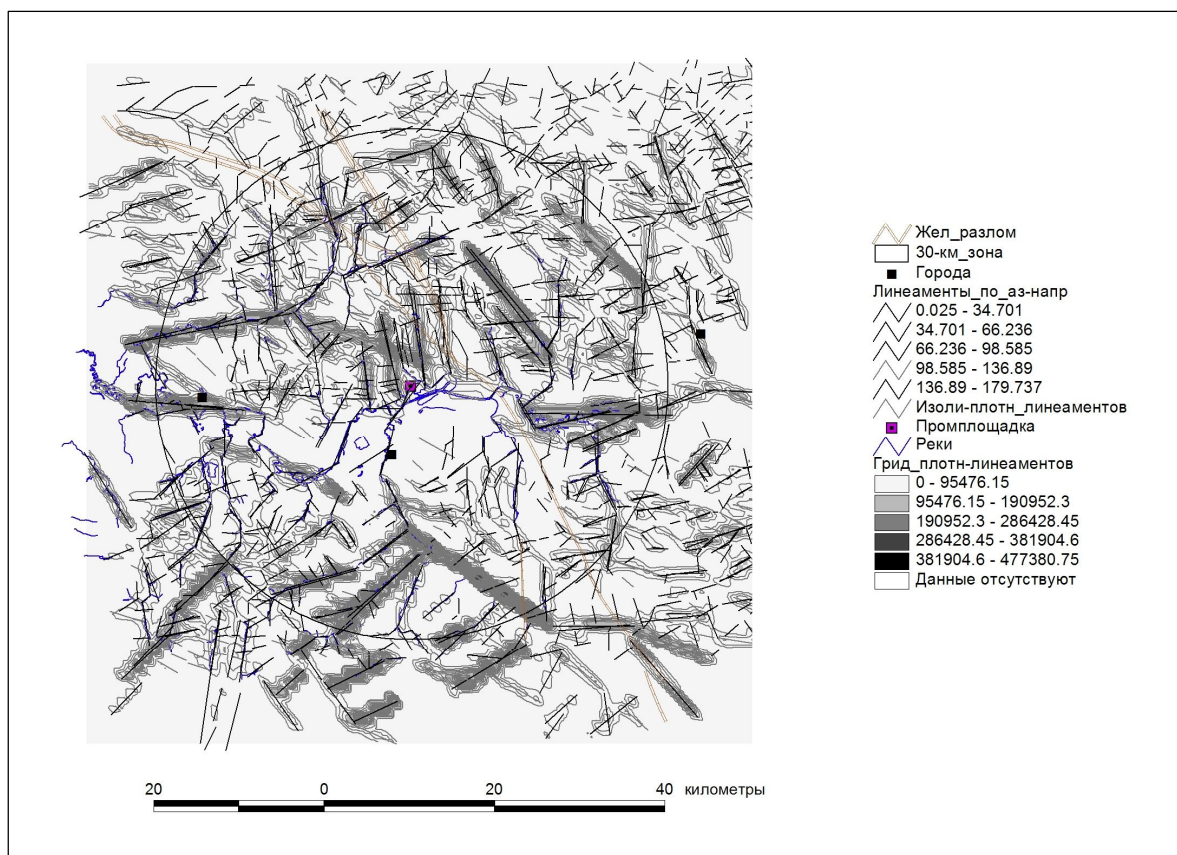 Жел_разлом
30-км_зона
Города
Линеаменты_по_аз-напр
0.025 - 34.701
34.701 - 66.236
66.236 - 98.585
98.585 - 136.89
136.89 - 179.737
Изоли-плотн_линеаментов
Промплощадка
Реки
Грид_плотн-линеаментов
0 - 95476.15
95476.15 - 190952.3
190952.3 - 286428.45
286428.45 - 381904.6
381904.6 - 477380.75
Данные отсутствуют
20 0 20 40 километры